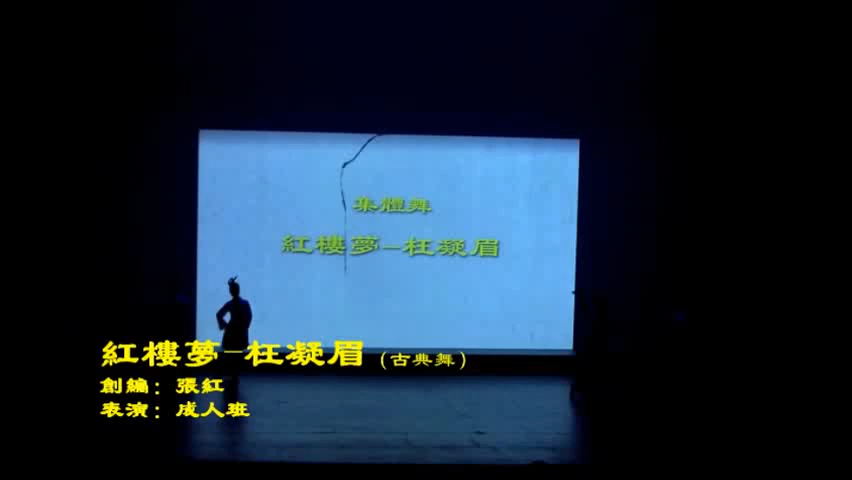 集體舞
紅樓夢–枉凝眉
紅樓夢–枉凝眉（古典舞）
創編：張紅
表演：成人班